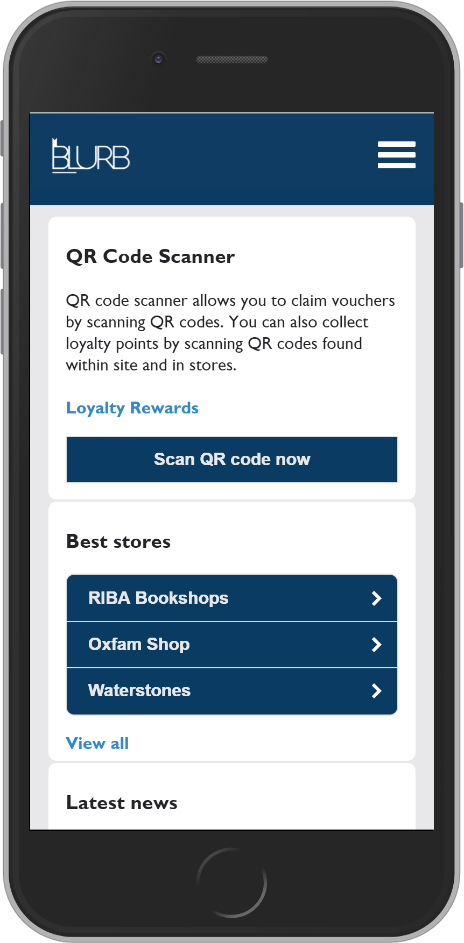 BLURB
QR Code Scanner
QR code scanner allows you to claim vouchers
by scanning QR codes. You can also collect
loyalty points by scanning QR codes found
within site and in stores.
Loyalty Rewards
Scan QR code now
Best stores
RIBA Bookshops
Oxfam Shop
Waterstones
View all
Latest news